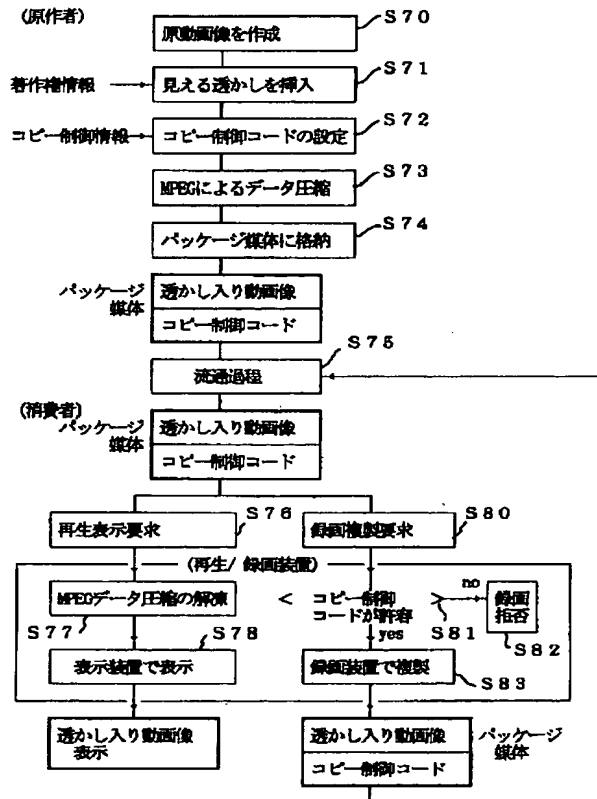 (原作者)
S70
原動画像を作成
S71
著作権情報
見える透かしを挿入
S72
コピー制御情報
コピー制御コードの設定
S73
MPEGによるデータ圧縮
S74
パッケージ媒体に格納
パッケージ
媒体
透かし入り動画像
コピー制御コード
S75
流通過程
(消費者)
パッケージ
媒体
透かし入り動画像
コピー制御コード
S76
再生表示要求
S80
録画複製要求
(再生/録画装置)
MPEGデータ圧縮の解凍
S77
< コピー制御 >
コードが許容
no
yes
S81
録画
拒否
S82
S78
表示装置で表示
録画装置で複製
S83
透かし入り動画像
表示
透かし入り動画像
コピー制御コード
パッケージ
媒体